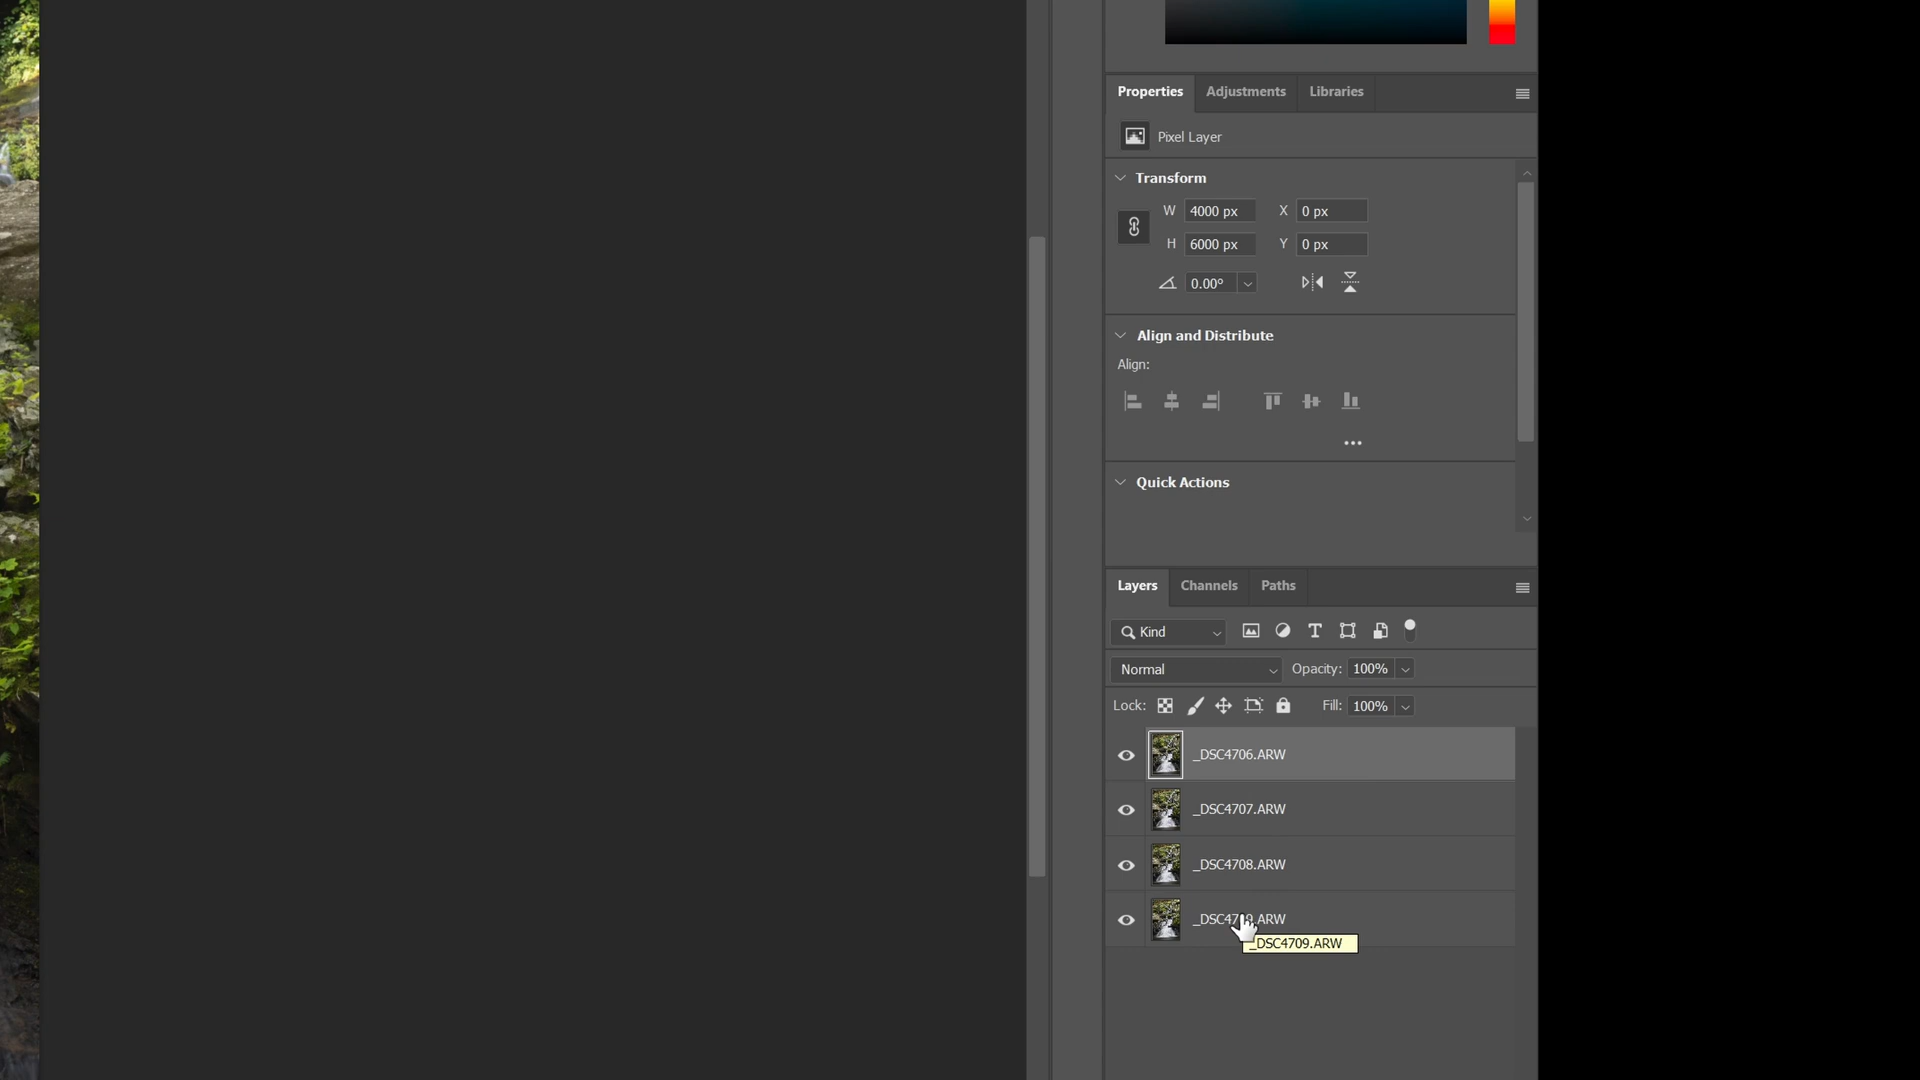 Properties Adjustments Libraries
Pixel Layer
Transform
W 4000 px X 0 px
H 6000 px Y 0 px
0.00°
Align and Distribute
Align:
Quick Actions
Layers Channels Paths
Kind
Normal Opacity: 100%
Lock: Fill: 100%
_DSC4706.ARW
_DSC4707.ARW
_DSC4708.ARW
_DSC4709.ARW
_DSC4709.ARW